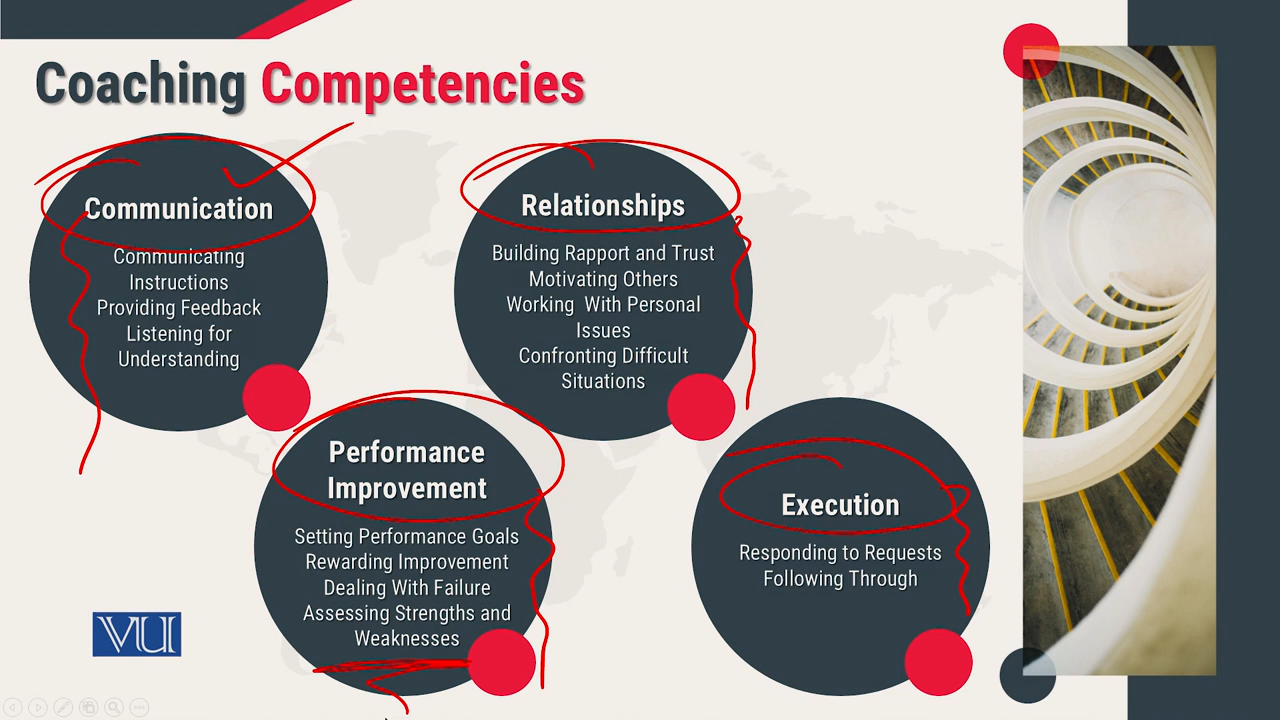 Coaching Competencies
Communication
Communicating
Instructions
Providing Feedback
Listening for
Understanding
Relationships
Building Rapport and Trust
Motivating Others
Working With Personal
Issues
Confronting Difficult
Situations
Performance
Improvement
Setting Performance Goals
Rewarding Improvement
Dealing With Failure
Assessing Strengths and
Weaknesses
Execution
Responding to Requests
Following Through
VU